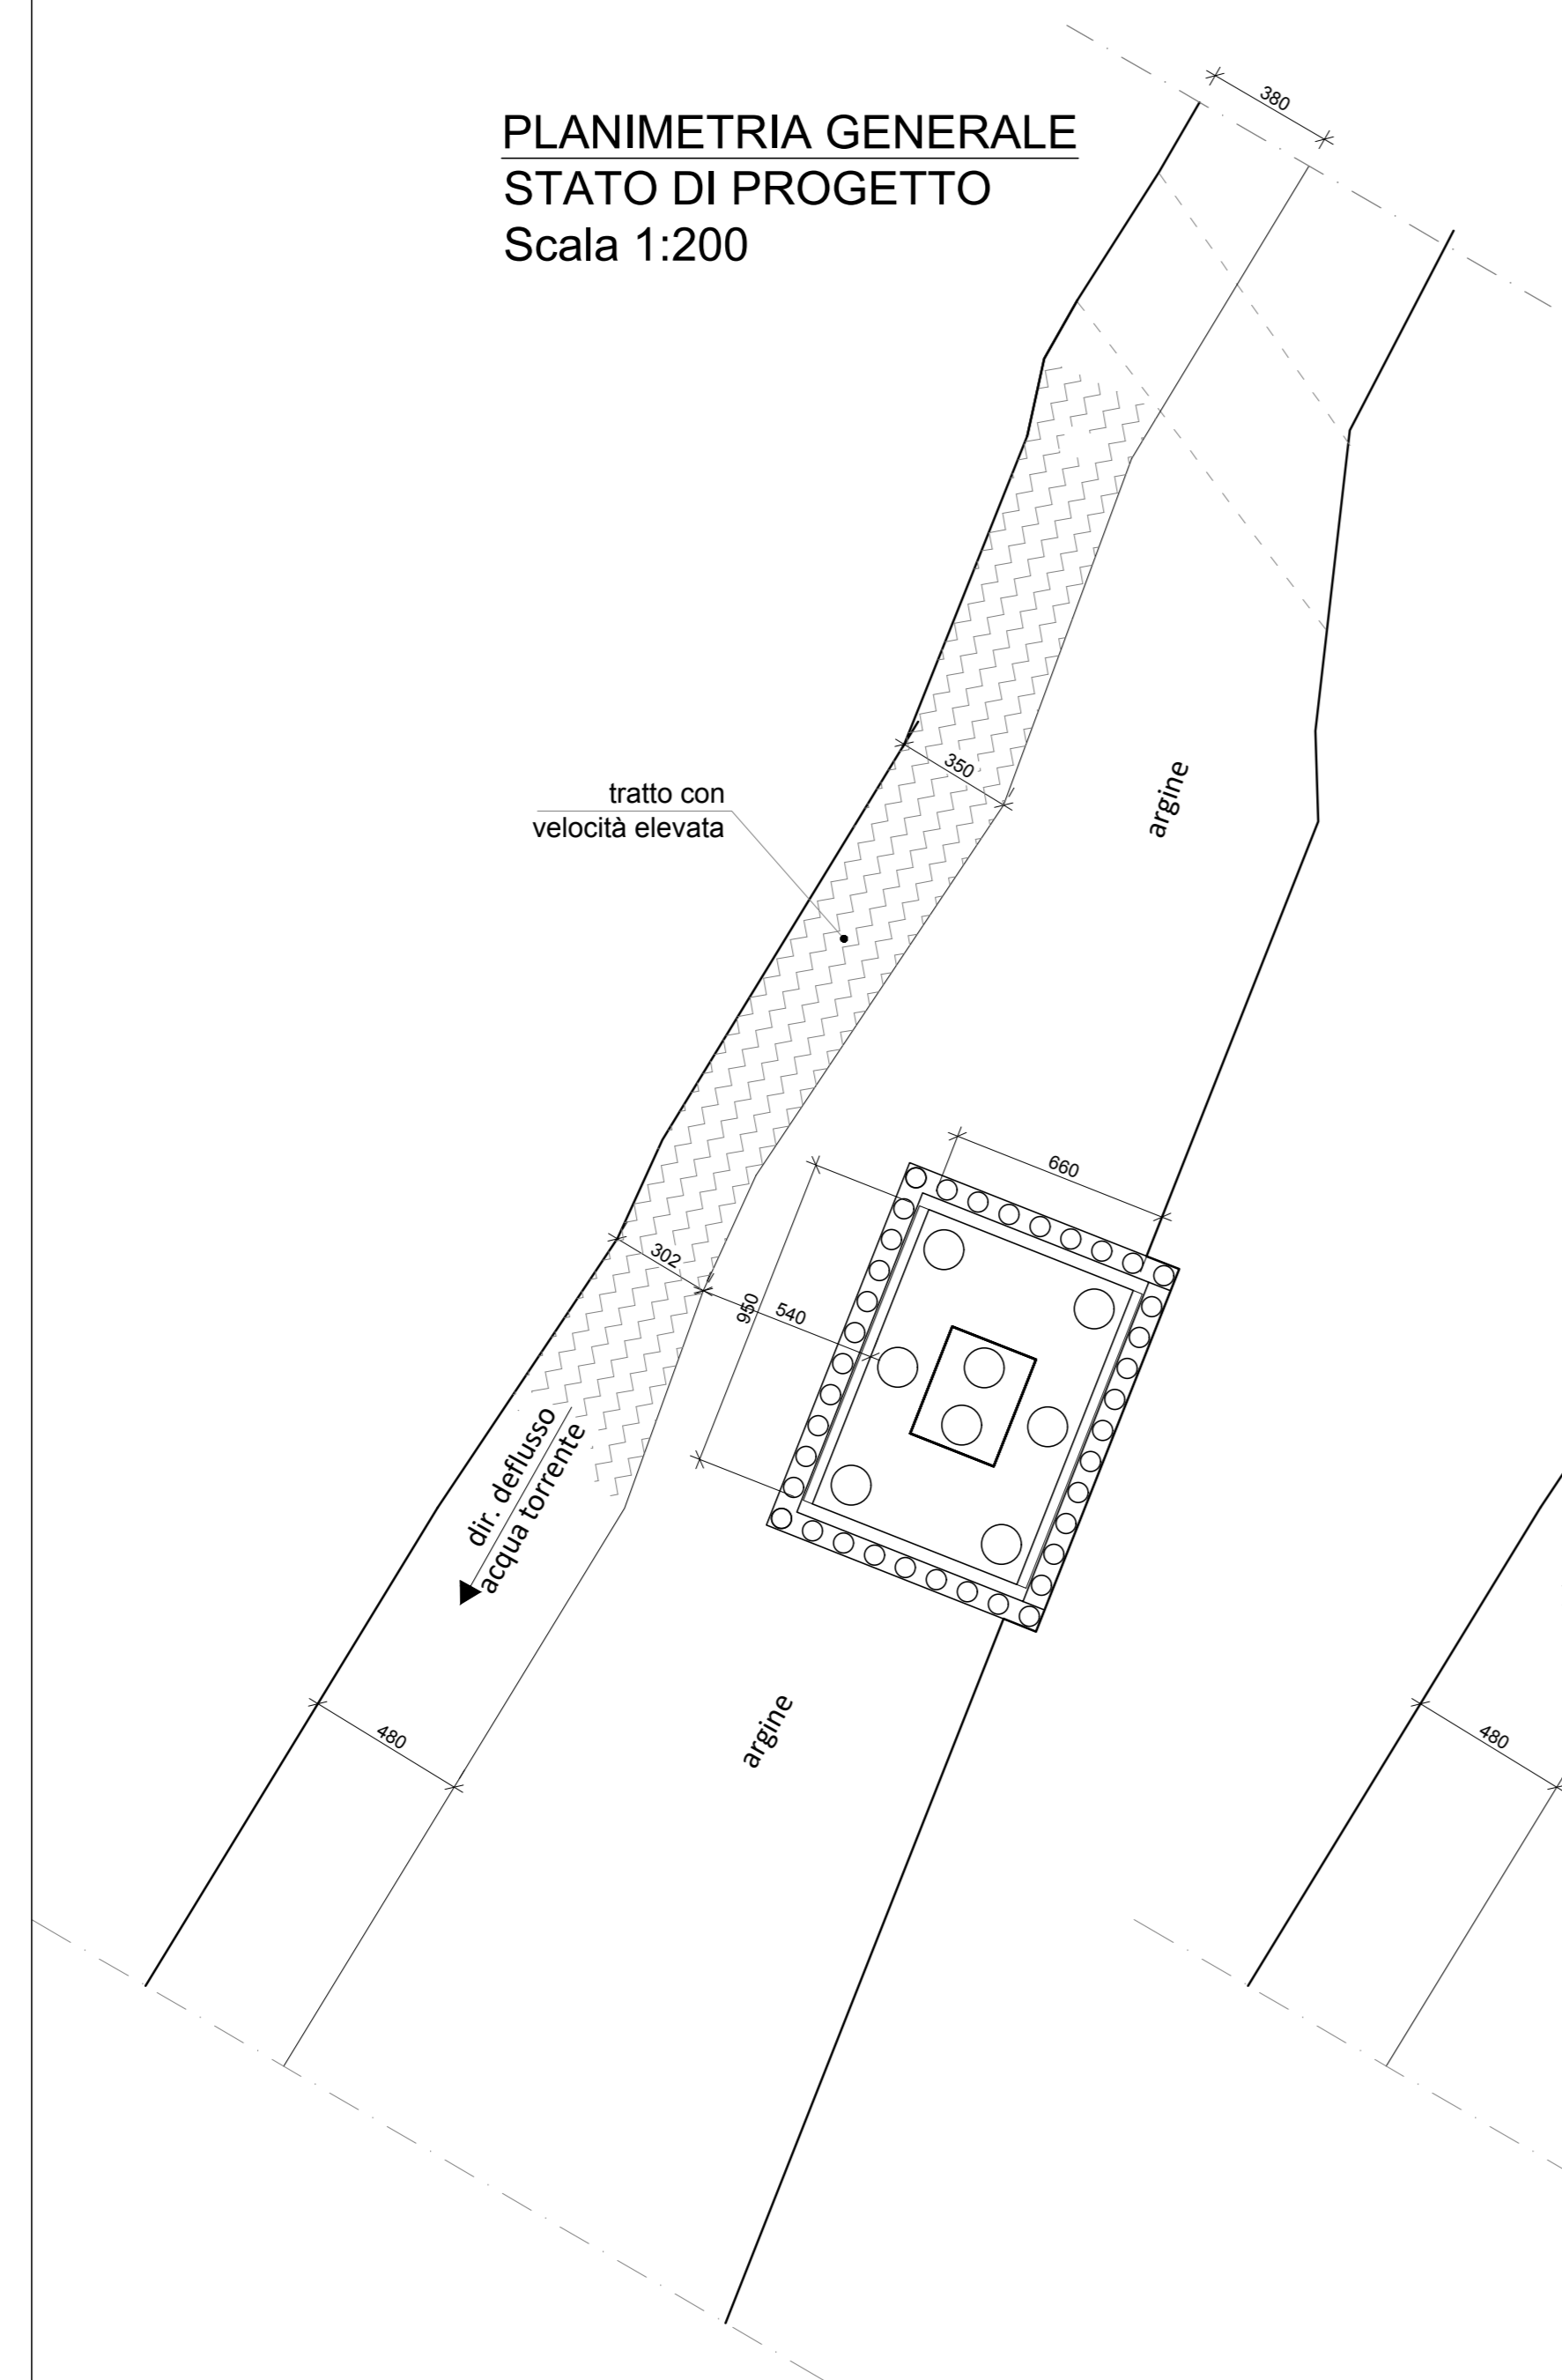 380
PLANIMETRIA GENERALE
STATO DI PROGETTO
Scala 1:200
350
argine
tratto con
velocità elevata
660
302
950
540
dir. deflusso
acqua torrente
argine
480
480